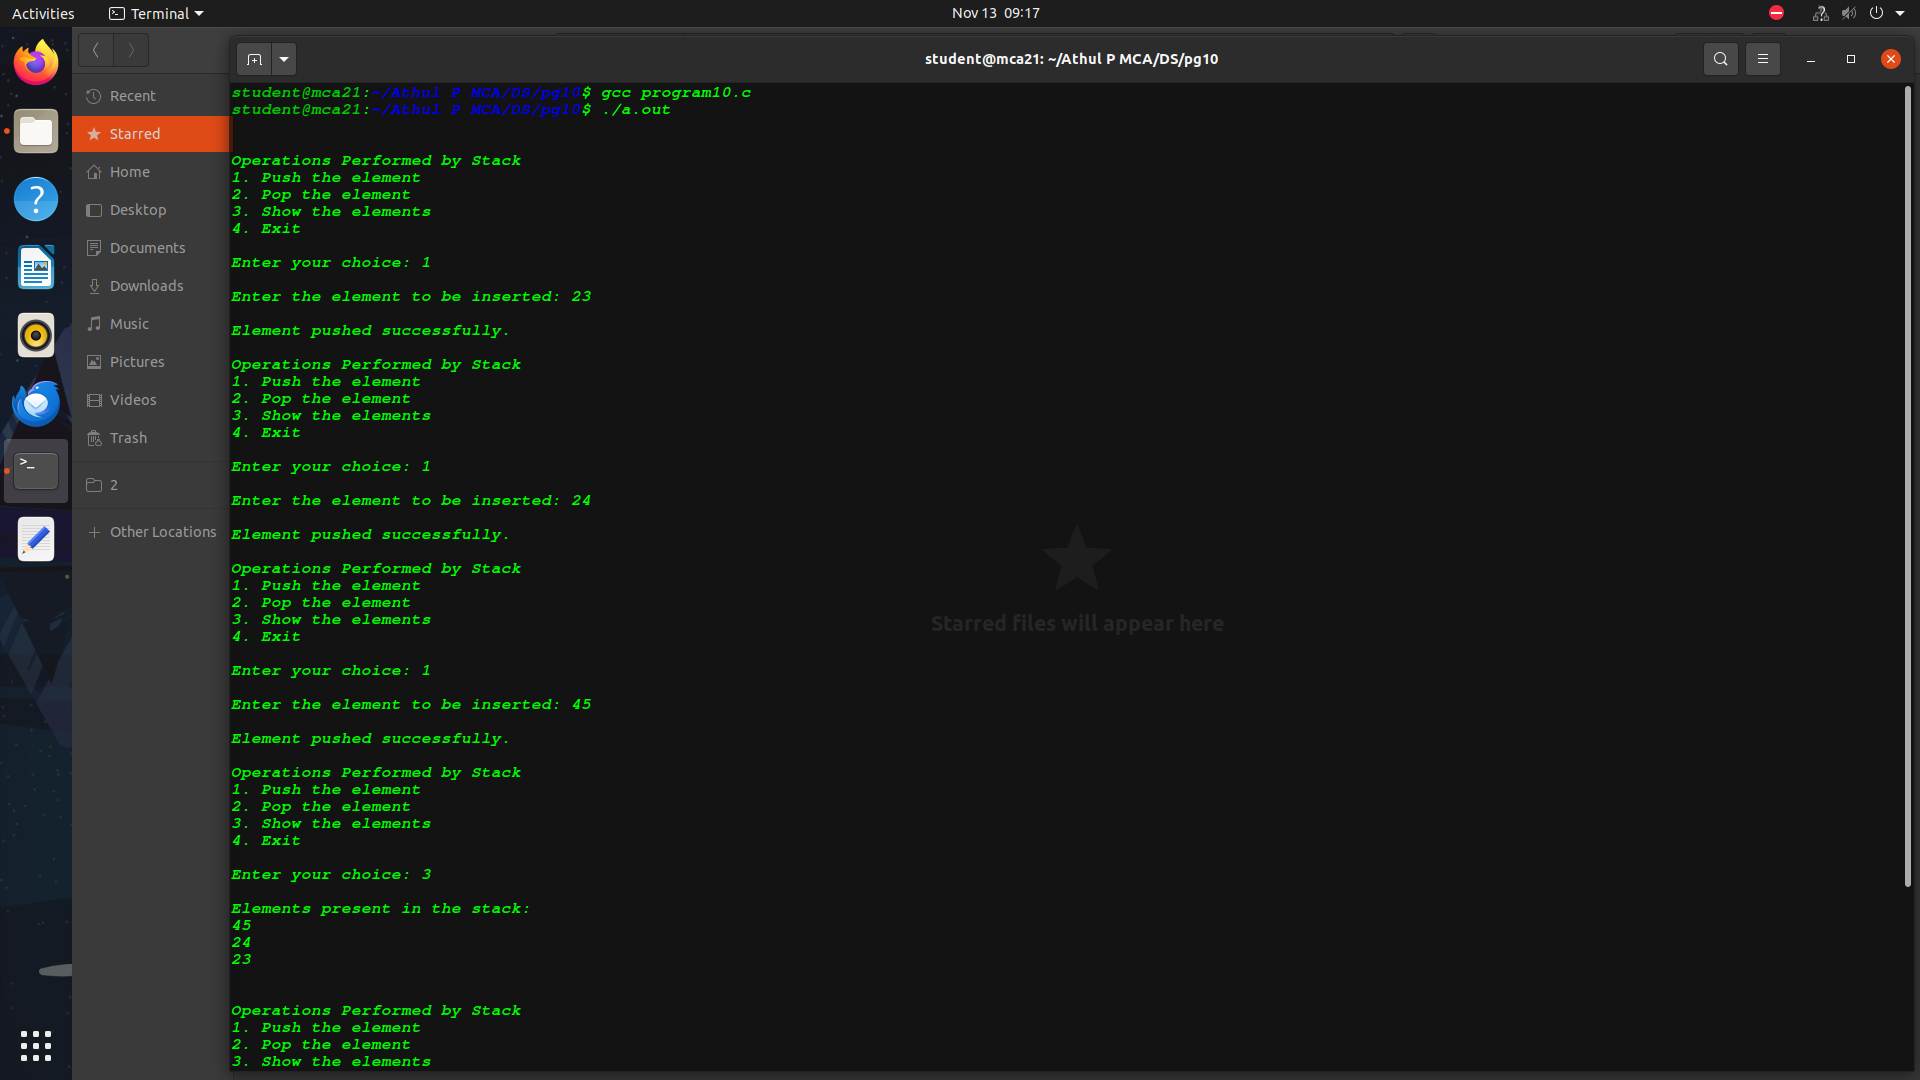 Activities
Terminal
Nov 13 09:17
student@mca21: ~/Athul P MCA/DS/pg10
Recent
Starred
Home
Desktop
Documents
Downloads
Music
Pictures
Videos
Trash
2
Other Locations
student@mca21:~/Athul P MCA/DS/pg10$ gcc program10.c
student@mca21:~/Athul P MCA/DS/pg10$ ./a.out
Operations Performed by Stack
1. Push the element
2. Pop the element
3. Show the elements
4. Exit
Enter your choice: 1
Enter the element to be inserted: 23
Element pushed successfully.
Operations Performed by Stack
1. Push the element
2. Pop the element
3. Show the elements
4. Exit
Enter your choice: 1
Enter the element to be inserted: 24
Element pushed successfully.
Operations Performed by Stack
1. Push the element
2. Pop the element
3. Show the elements
4. Exit
Enter your choice: 1
Enter the element to be inserted: 45
Element pushed successfully.
Operations Performed by Stack
1. Push the element
2. Pop the element
3. Show the elements
4. Exit
Enter your choice: 3
Elements present in the stack:
45
24
23
Operations Performed by Stack
1. Push the element
2. Pop the element
3. Show the elements
Starred files will appear here